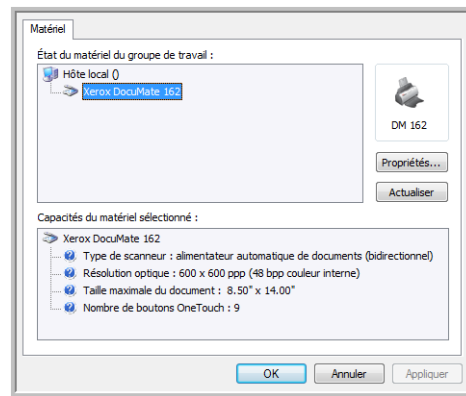 Matériel
État du matériel du groupe de travail :
Hôte local ()
Xerox DocuMate 162
DM 162
Propriétés...
Actualiser
Capacités du matériel sélectionné :
Xerox DocuMate 162
Type de scanneur : alimentateur automatique de documents (bidirectionnel)
Résolution optique : 600 x 600 ppp (48 bpp couleur interne)
Taille maximale du document : 8.50" x 14.00"
Nombre de boutons OneTouch : 9
OK
Annuler
Appliquer